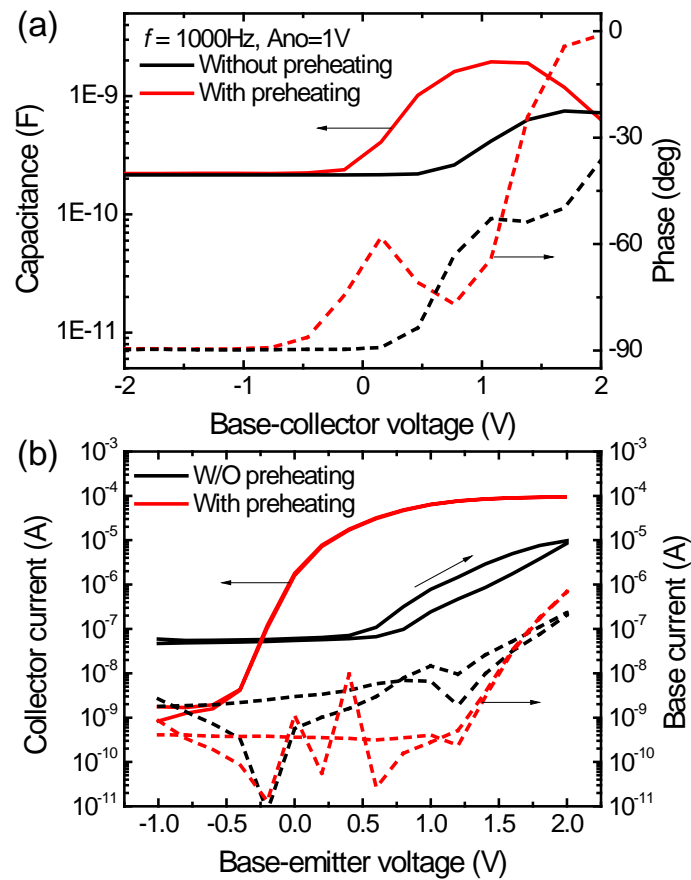 (a)
f = 1000Hz, Ano=1V
Without preheating
With preheating
1E-9
1E-10
1E-11
Capacitance (F)
0
-30
-60
-90
Phase (deg)
-2 -1 0 1 2
Base-collector voltage (V)
(b)
W/O preheating
With preheating
10-3
10-4
10-5
10-6
10-7
10-8
10-9
10-10
10-11
Collector current (A)
10-3
10-4
10-5
10-6
10-7
10-8
10-9
10-10
10-11
Base current (A)
-1.0 -0.5 0.0 0.5 1.0 1.5 2.0
Base-emitter voltage (V)